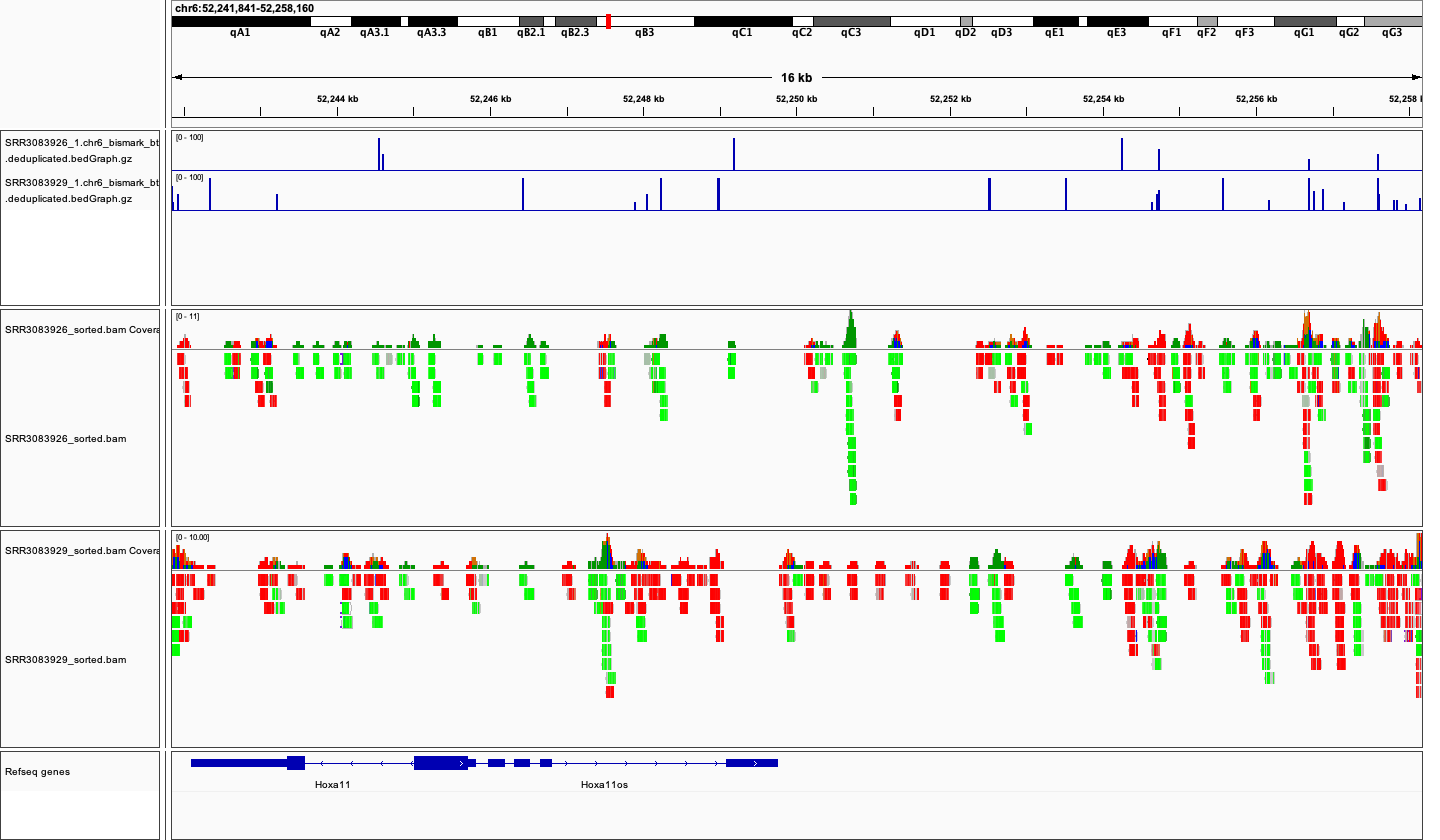 chr6:52,241,841-52,258,160
qA1 qA2 qA3.1 qA3.3 qB1 qB2.1 qB2.3 qB3 qC1 qC2 qC3 qD1 qD2 qD3 qE1 qE3 qF1 qF2 qF3 qG1 qG2 qG3
16 kb
52,244 kb 52,246 kb 52,248 kb 52,250 kb 52,252 kb 52,254 kb 52,256 kb 52,258
SRR3083926_1.chr6_bismark_bt
.deduplicated.bedGraph.gz
[0 - 100]
SRR3083929_1.chr6_bismark_bt
.deduplicated.bedGraph.gz
[0 - 100]
SRR3083926_sorted.bam Covera
[0 - 11]
SRR3083926_sorted.bam
SRR3083929_sorted.bam Covera
[0 - 10.00]
SRR3083929_sorted.bam
Refseq genes
Hoxa11 Hoxa11os